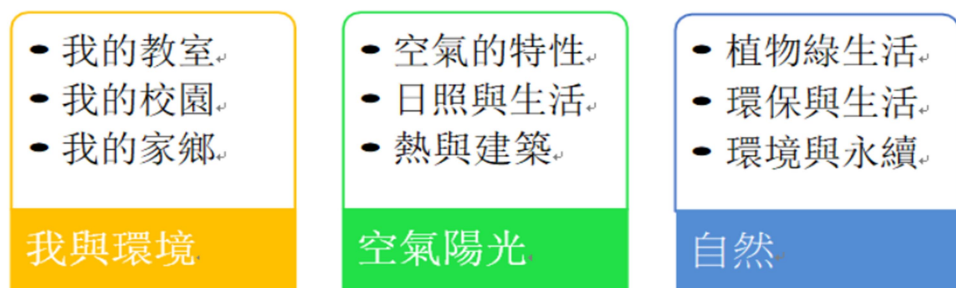 我的教室
我的校園
我的家鄉
我與環境
空氣的特性
日照與生活
熱與建築
空氣陽光
植物綠生活
環保與生活
環境與永續
自然